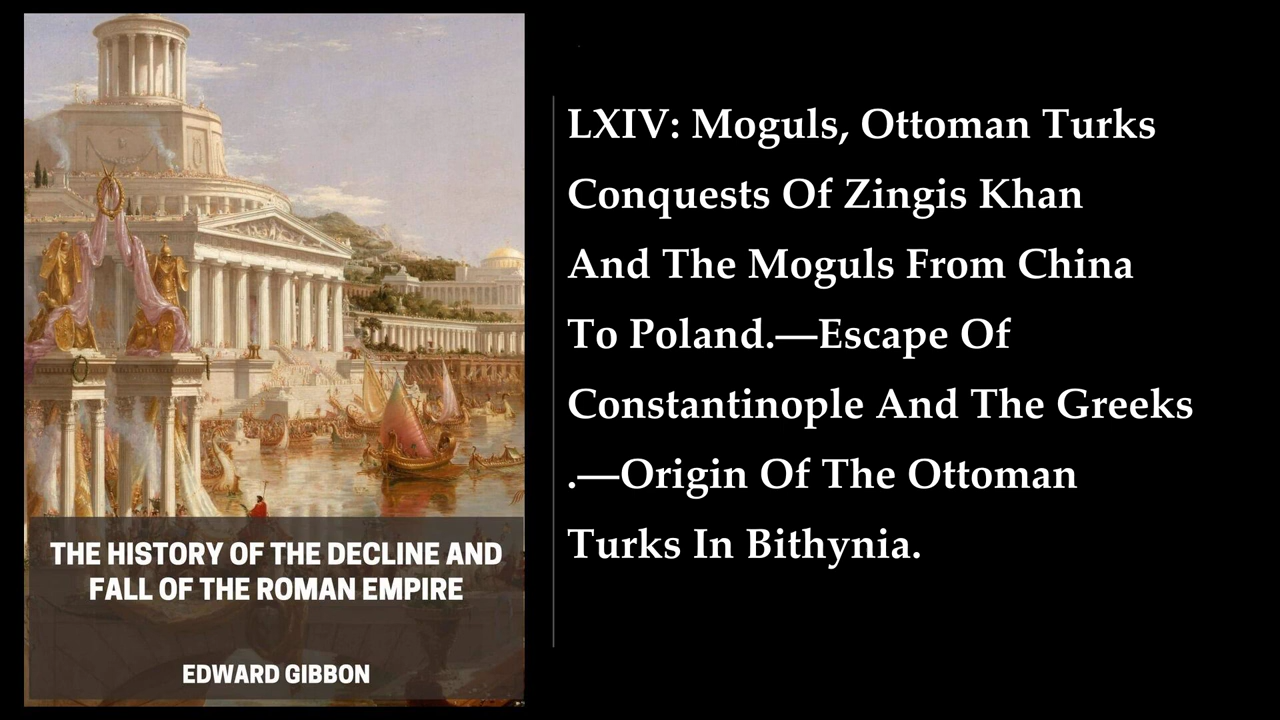 THE HISTORY OF THE DECLINE AND
FALL OF THE ROMAN EMPIRE
EDWARD GIBBON
LXIV: Moguls, Ottoman Turks
Conquests Of Zingis Khan
And The Moguls From China
To Poland.—Escape Of
Constantinople And The Greeks
.—Origin Of The Ottoman
Turks In Bithynia.